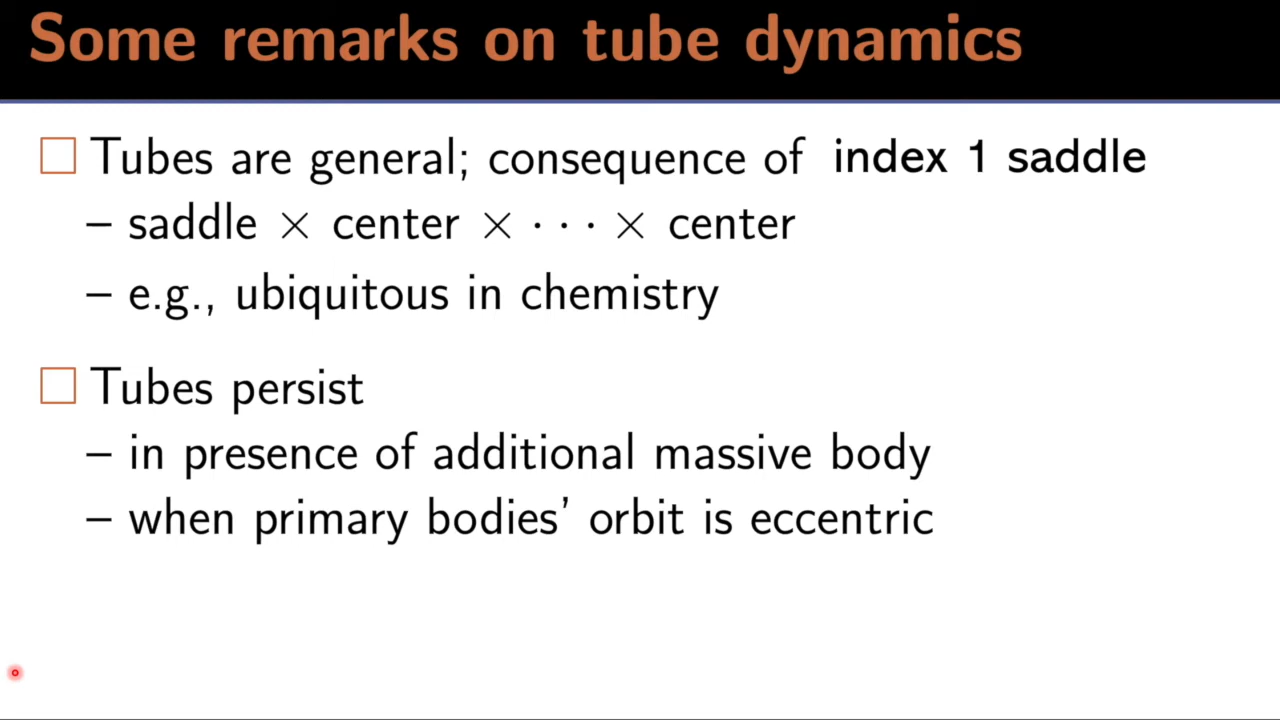 Some remarks on tube dynamics
Tubes are general; consequence of index 1 saddle
– saddle × center × · · · × center
– e.g., ubiquitous in chemistry
Tubes persist
– in presence of additional massive body
– when primary bodies' orbit is eccentric